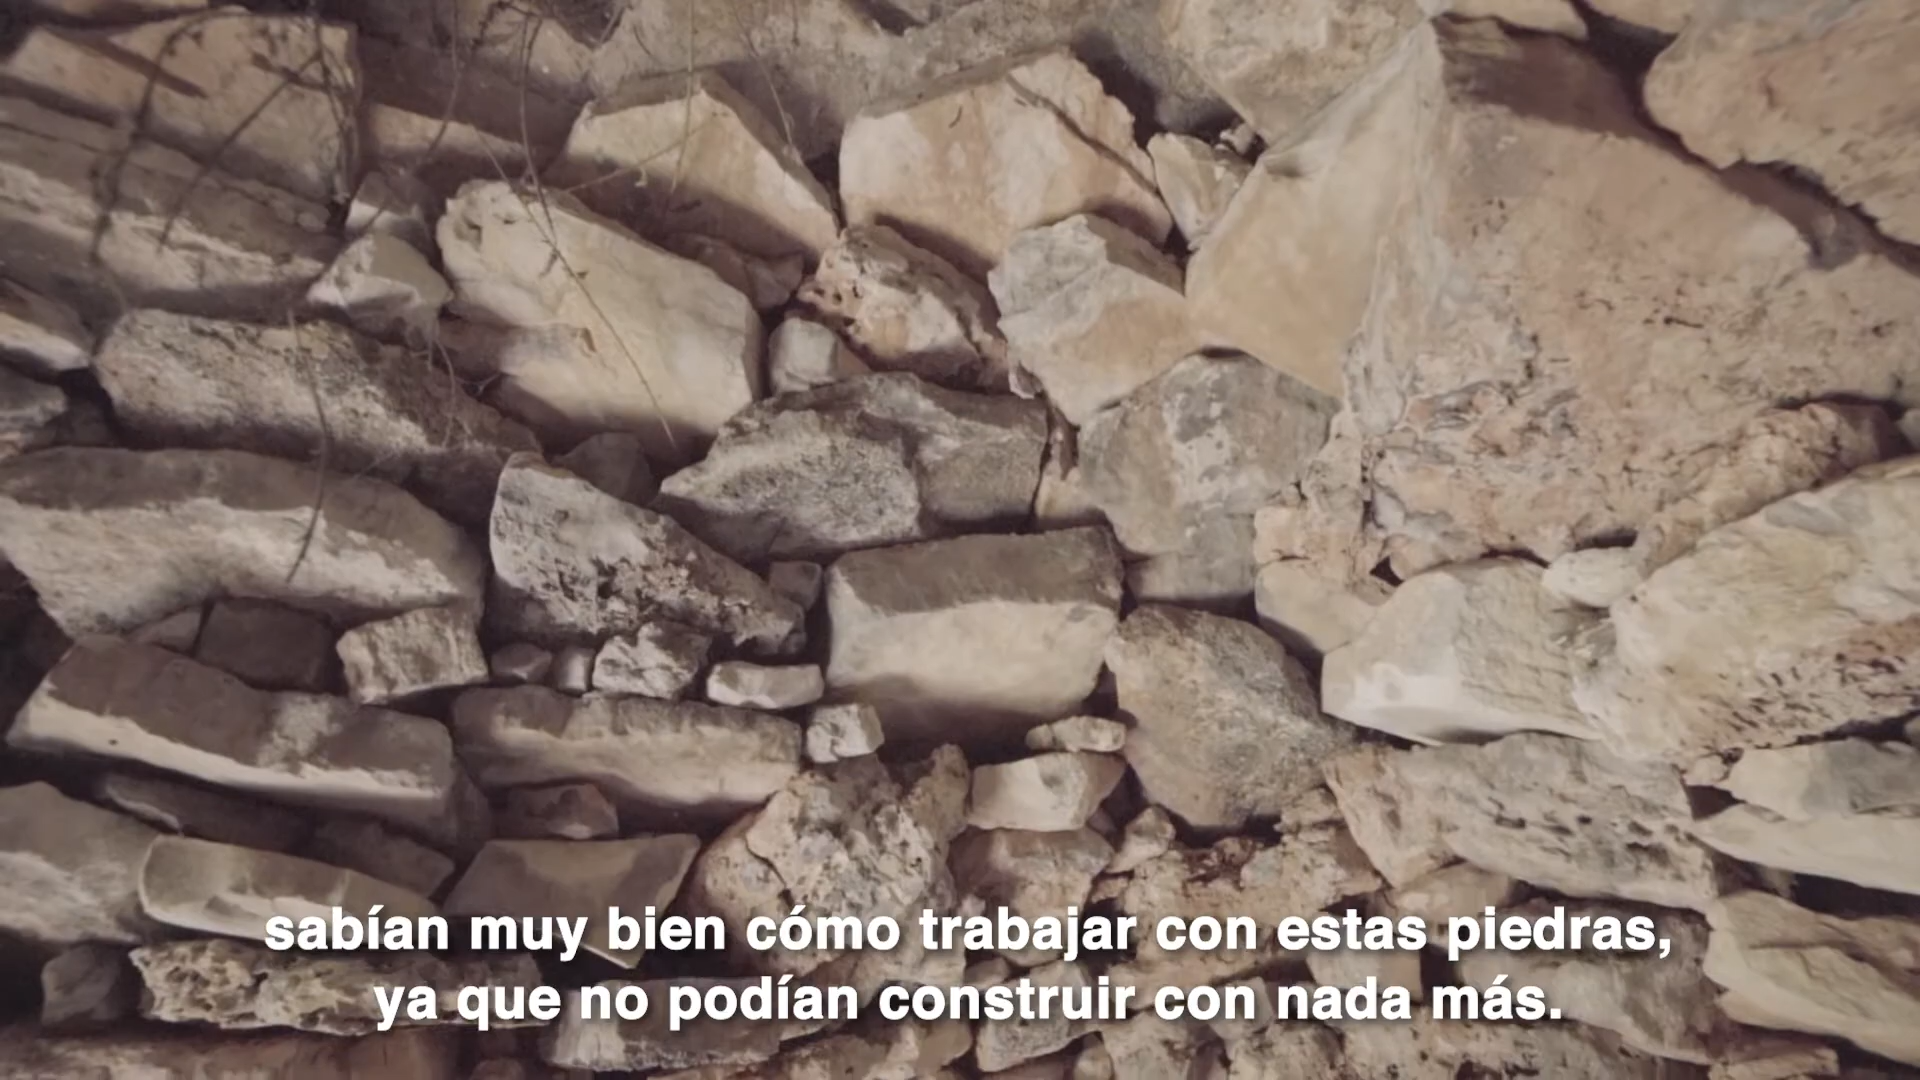 sabían muy bien cómo trabajar con estas piedras,
ya que no podían construir con nada más.